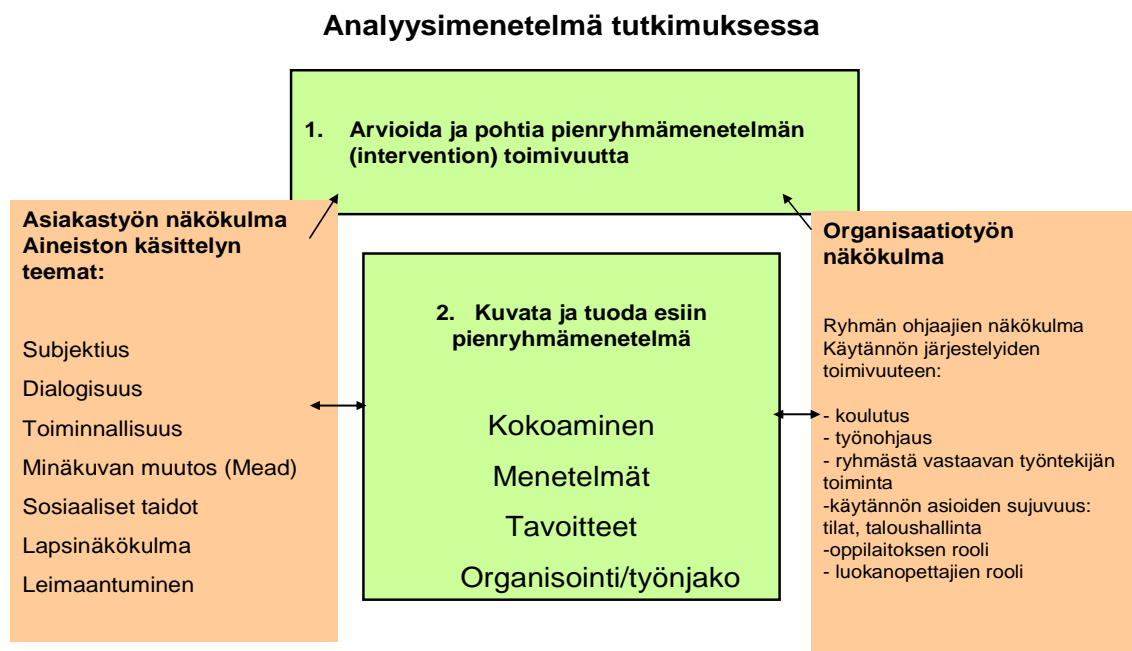 Analyysimenetelmä tutkimuksessa
1. Arvioida ja pohtia pienryhmämenetelmän
(intervention) toimivuutta
Asiakastyön näkökulma
Aineiston käsittelyn
teemat:
Subjektius
Dialogisuus
Toiminnallisuus
Minäkuvan muutos (Mead)
Sosiaaliset taidot
Lapsinäkökulma
Leimaantuminen
2. Kuvata ja tuoda esiin
pienryhmämenetelmä
Kokoaminen
Menetelmät
Tavoitteet
Organisointi/työnjako
Organisaatiotyön
näkökulma
Ryhmän ohjaajien näkökulma
Käytännön järjestelyiden
toimivuuteen:
- koulutus
- työnohjaus
- ryhmästä vastaavan työntekijän
toiminta
-käytännön asioiden sujuvuus:
tilat, taloushallinta
-oppilaitoksen rooli
- luokanopettajien rooli